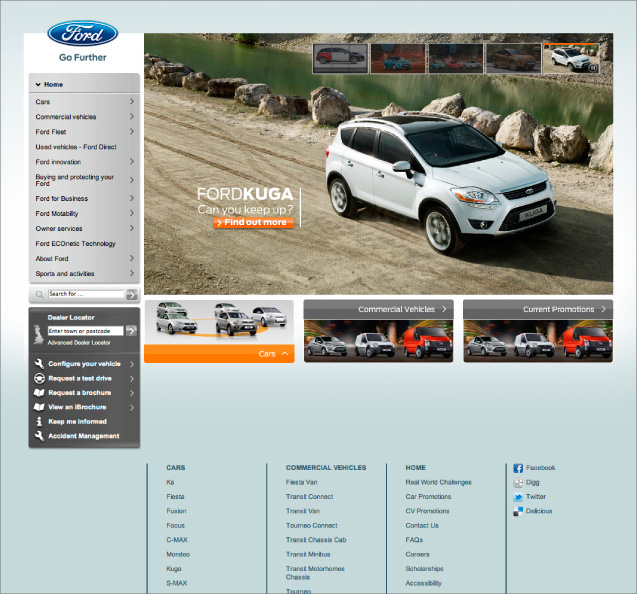 Ford
Go Further
Home
Cars
Commercial vehicles
Ford Fleet
Used vehicles - Ford Direct
Ford innovation
Buying and protecting your
Ford
Ford for Business
Ford Motability
Owner services
Ford ECOnetic Technology
About Ford
Sports and activities
Search for ...
Dealer Locator
Enter town or postcode
Advanced Dealer Locator
Configure your vehicle
Request a test drive
Request a brochure
View an iBrochure
Keep me informed
Accident Management
FORDKUGA
Can you keep up?
Find out more
KUGA
Cars
Commercial Vehicles
Current Promotions
CARS
Ka
Fiesta
Fusion
Focus
C-MAX
Mondeo
Kuga
S-MAX
COMMERCIAL VEHICLES
Fiesta Van
Transit Connect
Transit Van
Tourneo Connect
Transit Chassis Cab
Transit Minibus
Transit Motorhomes
Chassis
Tourneo
HOME
Real World Challenges
Car Promotions
CV Promotions
Contact Us
FAQs
Careers
Scholarships
Accessibility
Facebook
Digg
Twitter
Delicious